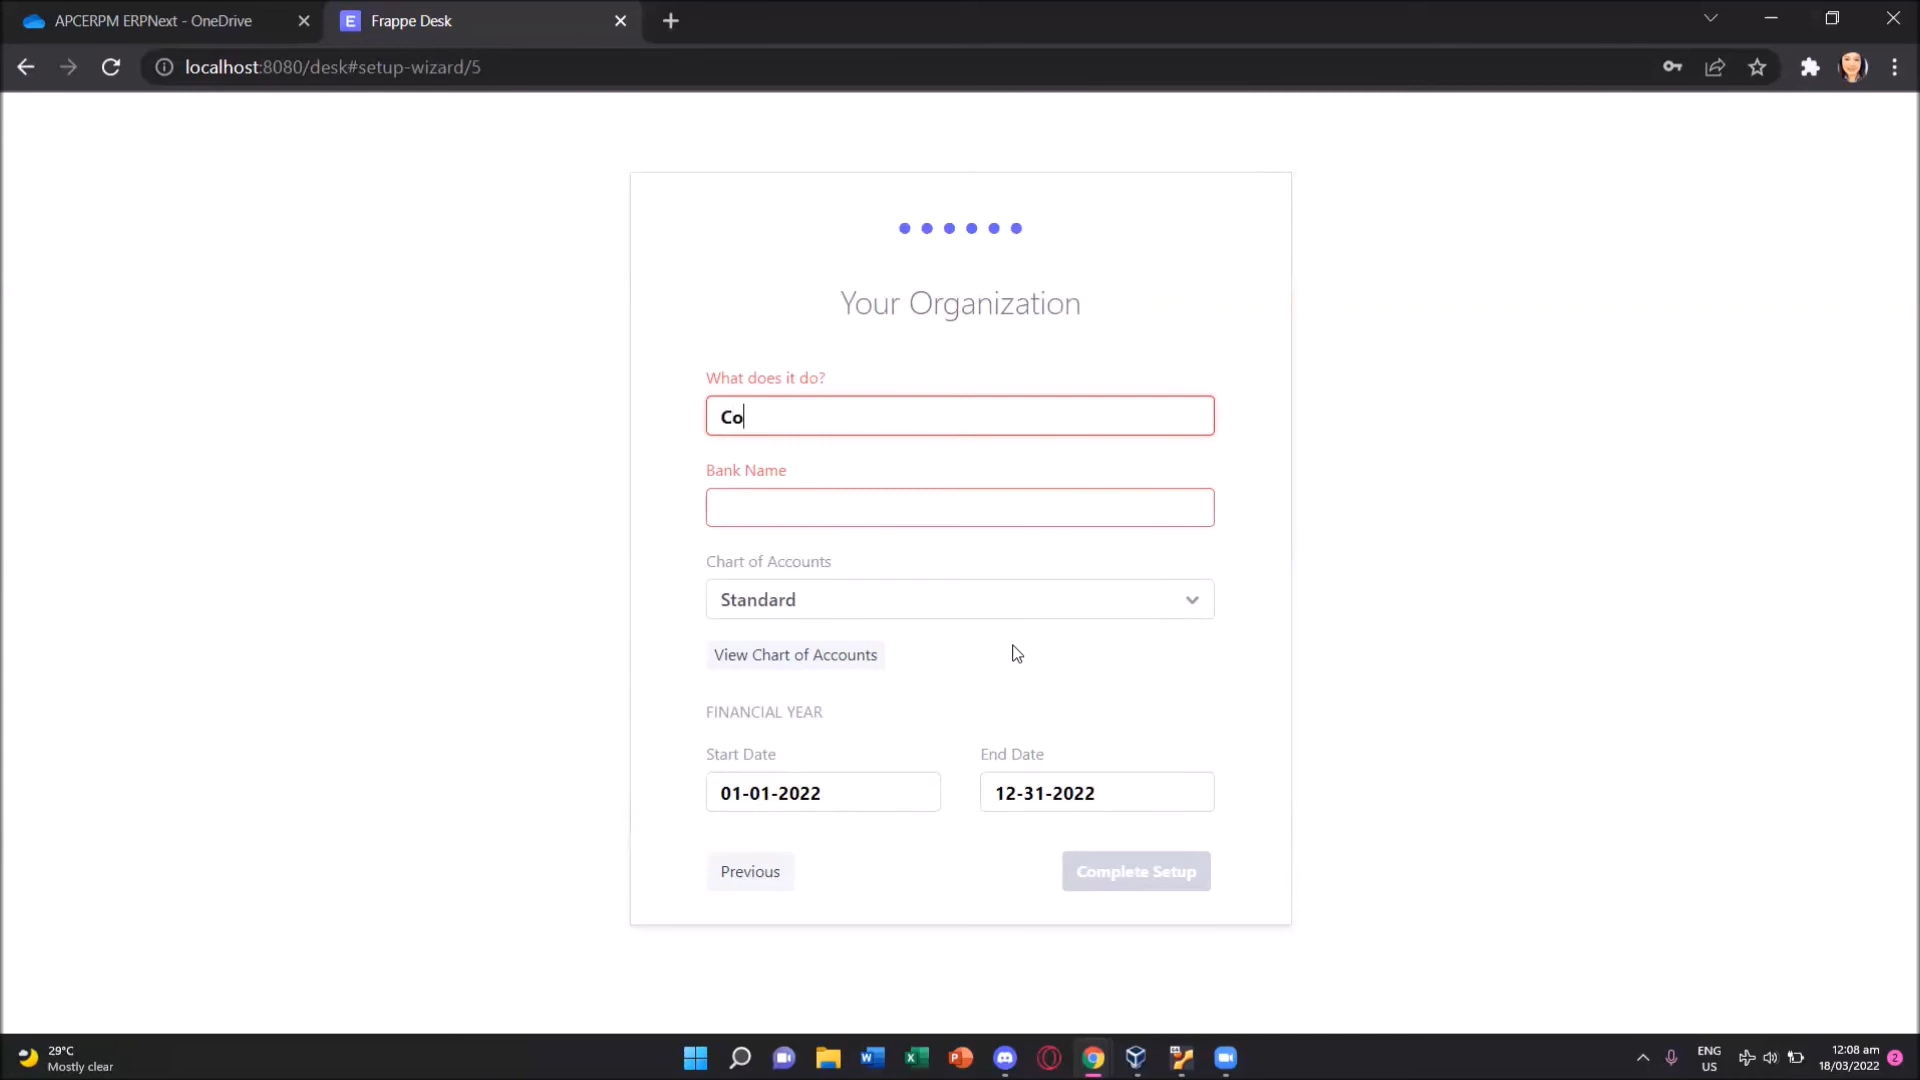 APCERPM ERPNext - OneDrive
Frappe Desk
localhost:8080/desk#setup-wizard/5
Your Organization
What does it do?
Co
Bank Name
Chart of Accounts
Standard
View Chart of Accounts
FINANCIAL YEAR
Start Date
End Date
01-01-2022
12-31-2022
Previous
Complete Setup
29°C
Mostly clear
ENG
US
12:08 am
18/03/2022
2